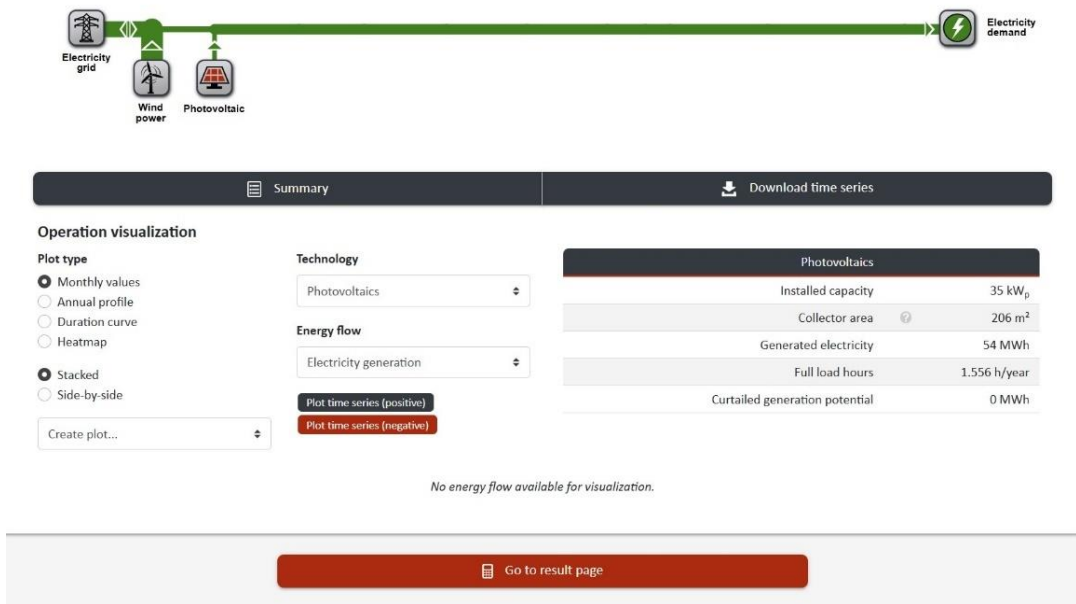 Electricity
grid
Wind
power
Photovoltaic
Electricity
demand
Summary
Download time series
Operation visualization
Plot type
Monthly values
Annual profile
Duration curve
Heatmap
Stacked
Side-by-side
Create plot...
Technology
Photovoltaics
Energy flow
Electricity generation
Plot time series (positive)
Plot time series (negative)
Photovoltaics
Installed capacity 35 kWp
Collector area ? 206 m²
Generated electricity 54 MWh
Full load hours 1.556 h/year
Curtailed generation potential 0 MWh
No energy flow available for visualization.
Go to result page